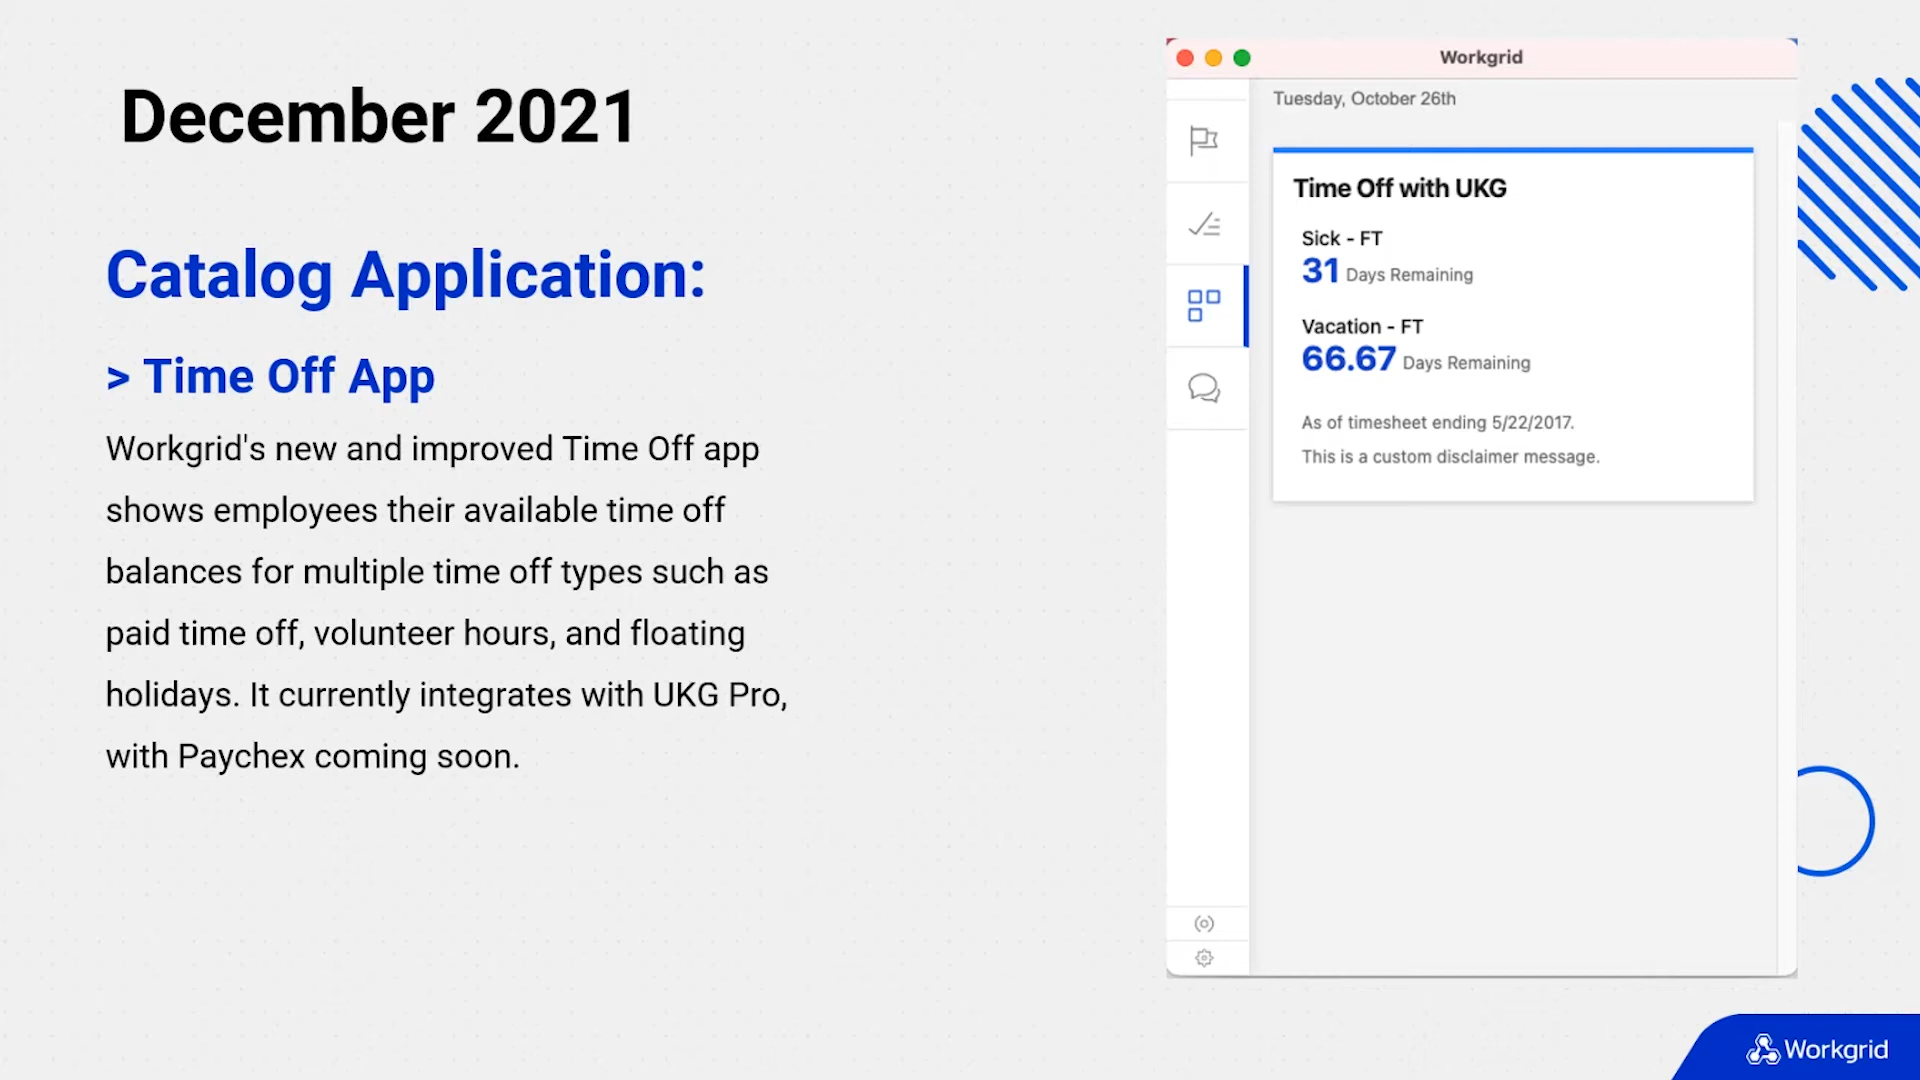 December 2021
Catalog Application:
> Time Off App
Workgrid's new and improved Time Off app
shows employees their available time off
balances for multiple time off types such as
paid time off, volunteer hours, and floating
holidays. It currently integrates with UKG Pro,
with Paychex coming soon.
Workgrid
Tuesday, October 26th
Time Off with UKG
Sick - FT
31 Days Remaining
Vacation - FT
66.67 Days Remaining
As of timesheet ending 5/22/2017.
This is a custom disclaimer message.
Workgrid